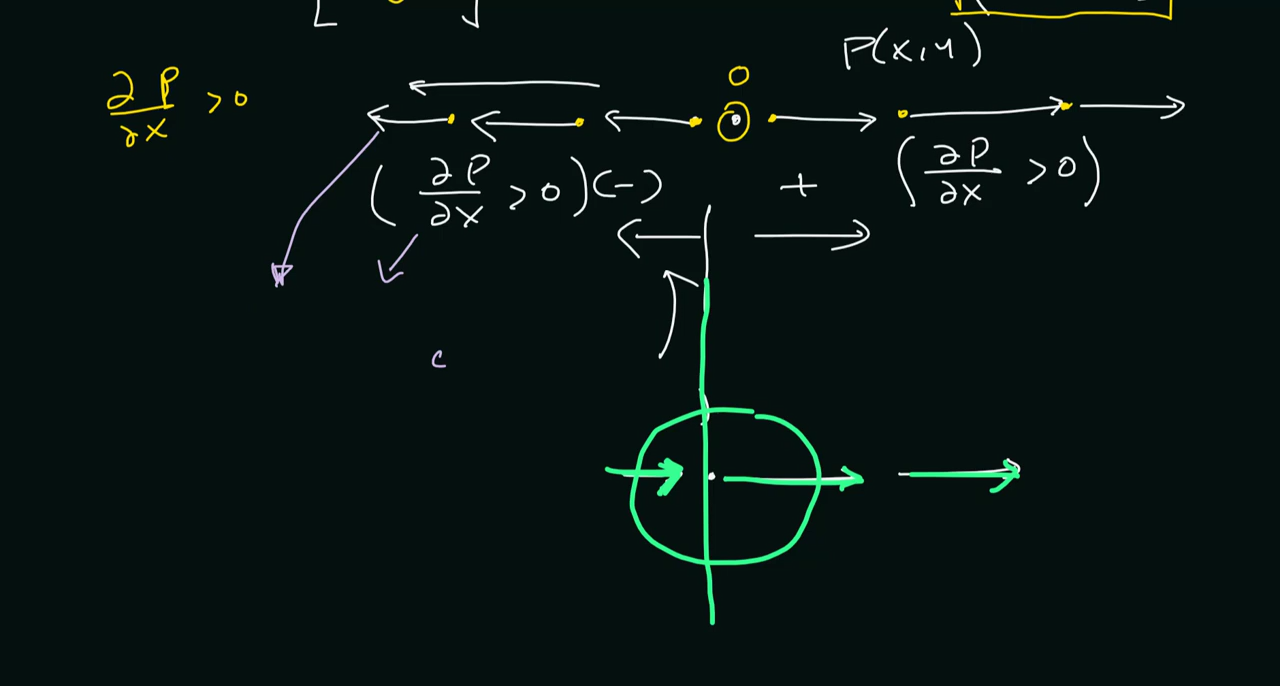 P(x,y)
∂P/∂x > 0
0
(∂P/∂x > 0)(-)
+
(∂P/∂x > 0)
c